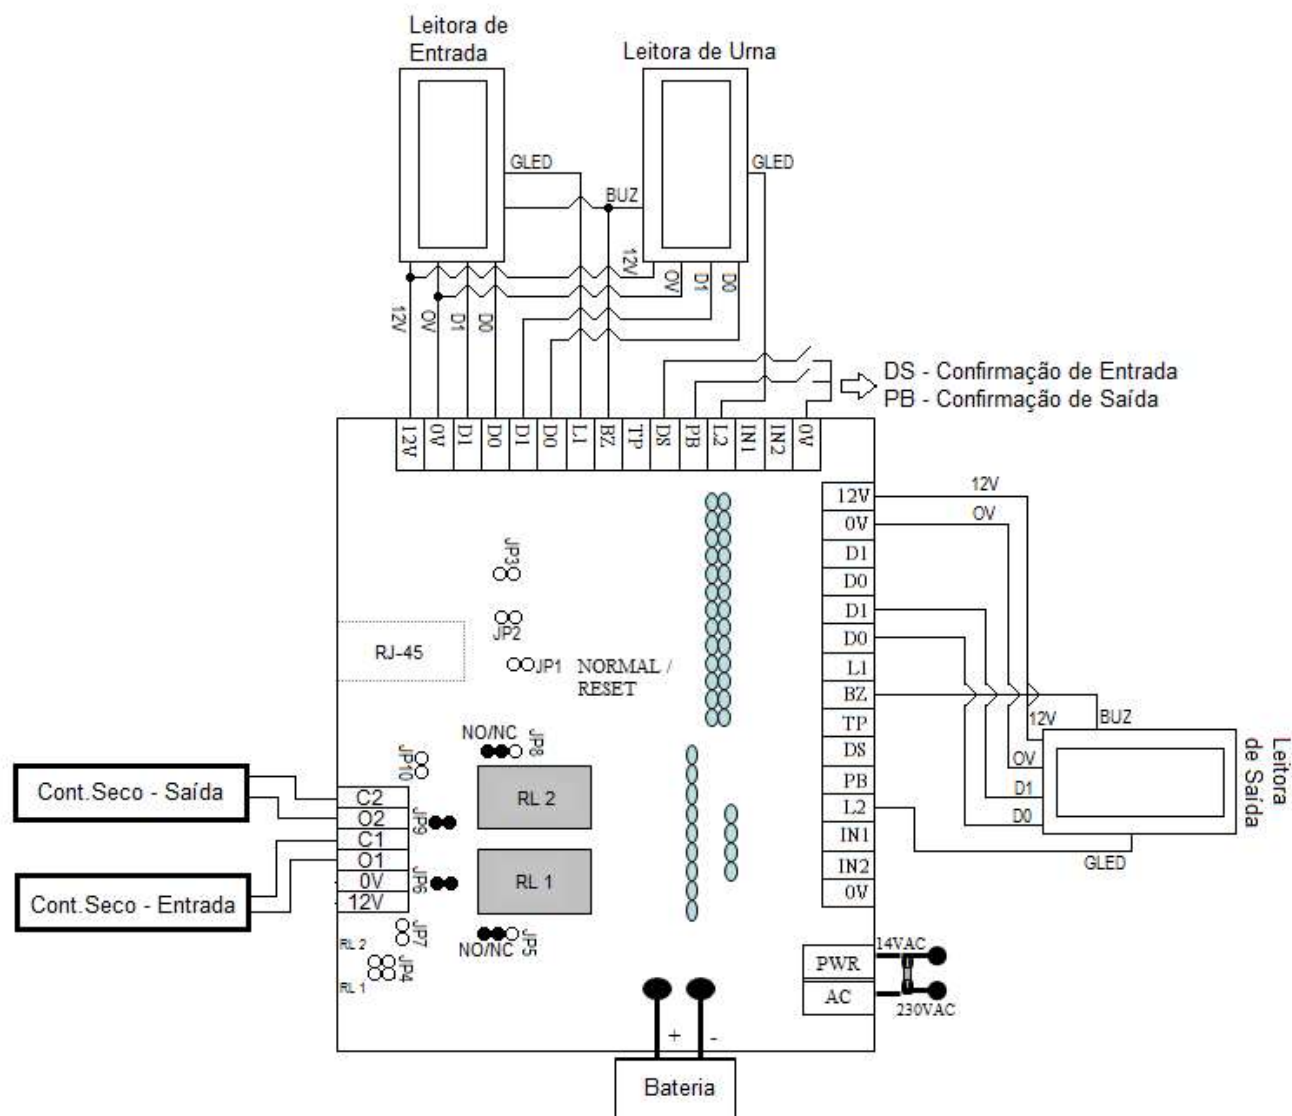 Leitora de
Entrada
Leitora de Urna
GLED
GLED
BUZ
12V
OV
D1
D0
12V
OV
D1
D0
DS - Confirmação de Entrada
PB - Confirmação de Saída
12V
0V
D1
D0
D1
D0
L1
BZ
TP
DS
PB
L2
IN1
IN2
0V
12V
0V
D1
D0
D1
D0
L1
BZ
TP
DS
PB
L2
IN1
IN2
0V
12V
OV
12V
BUZ
OV
D1
D0
GLED
Leitora
de Saída
JP3
JP2
JP1
NORMAL /
RESET
RJ-45
NO/NC
JP8
JP10
RL 2
Cont.Seco - Saída
C2
O2
C1
O1
0V
12V
JP9
JP6
RL 1
Cont.Seco - Entrada
NO/NC
JP5
JP7
RL 2
JP4
RL 1
PWR
AC
14VAC
230VAC
+
-
Bateria